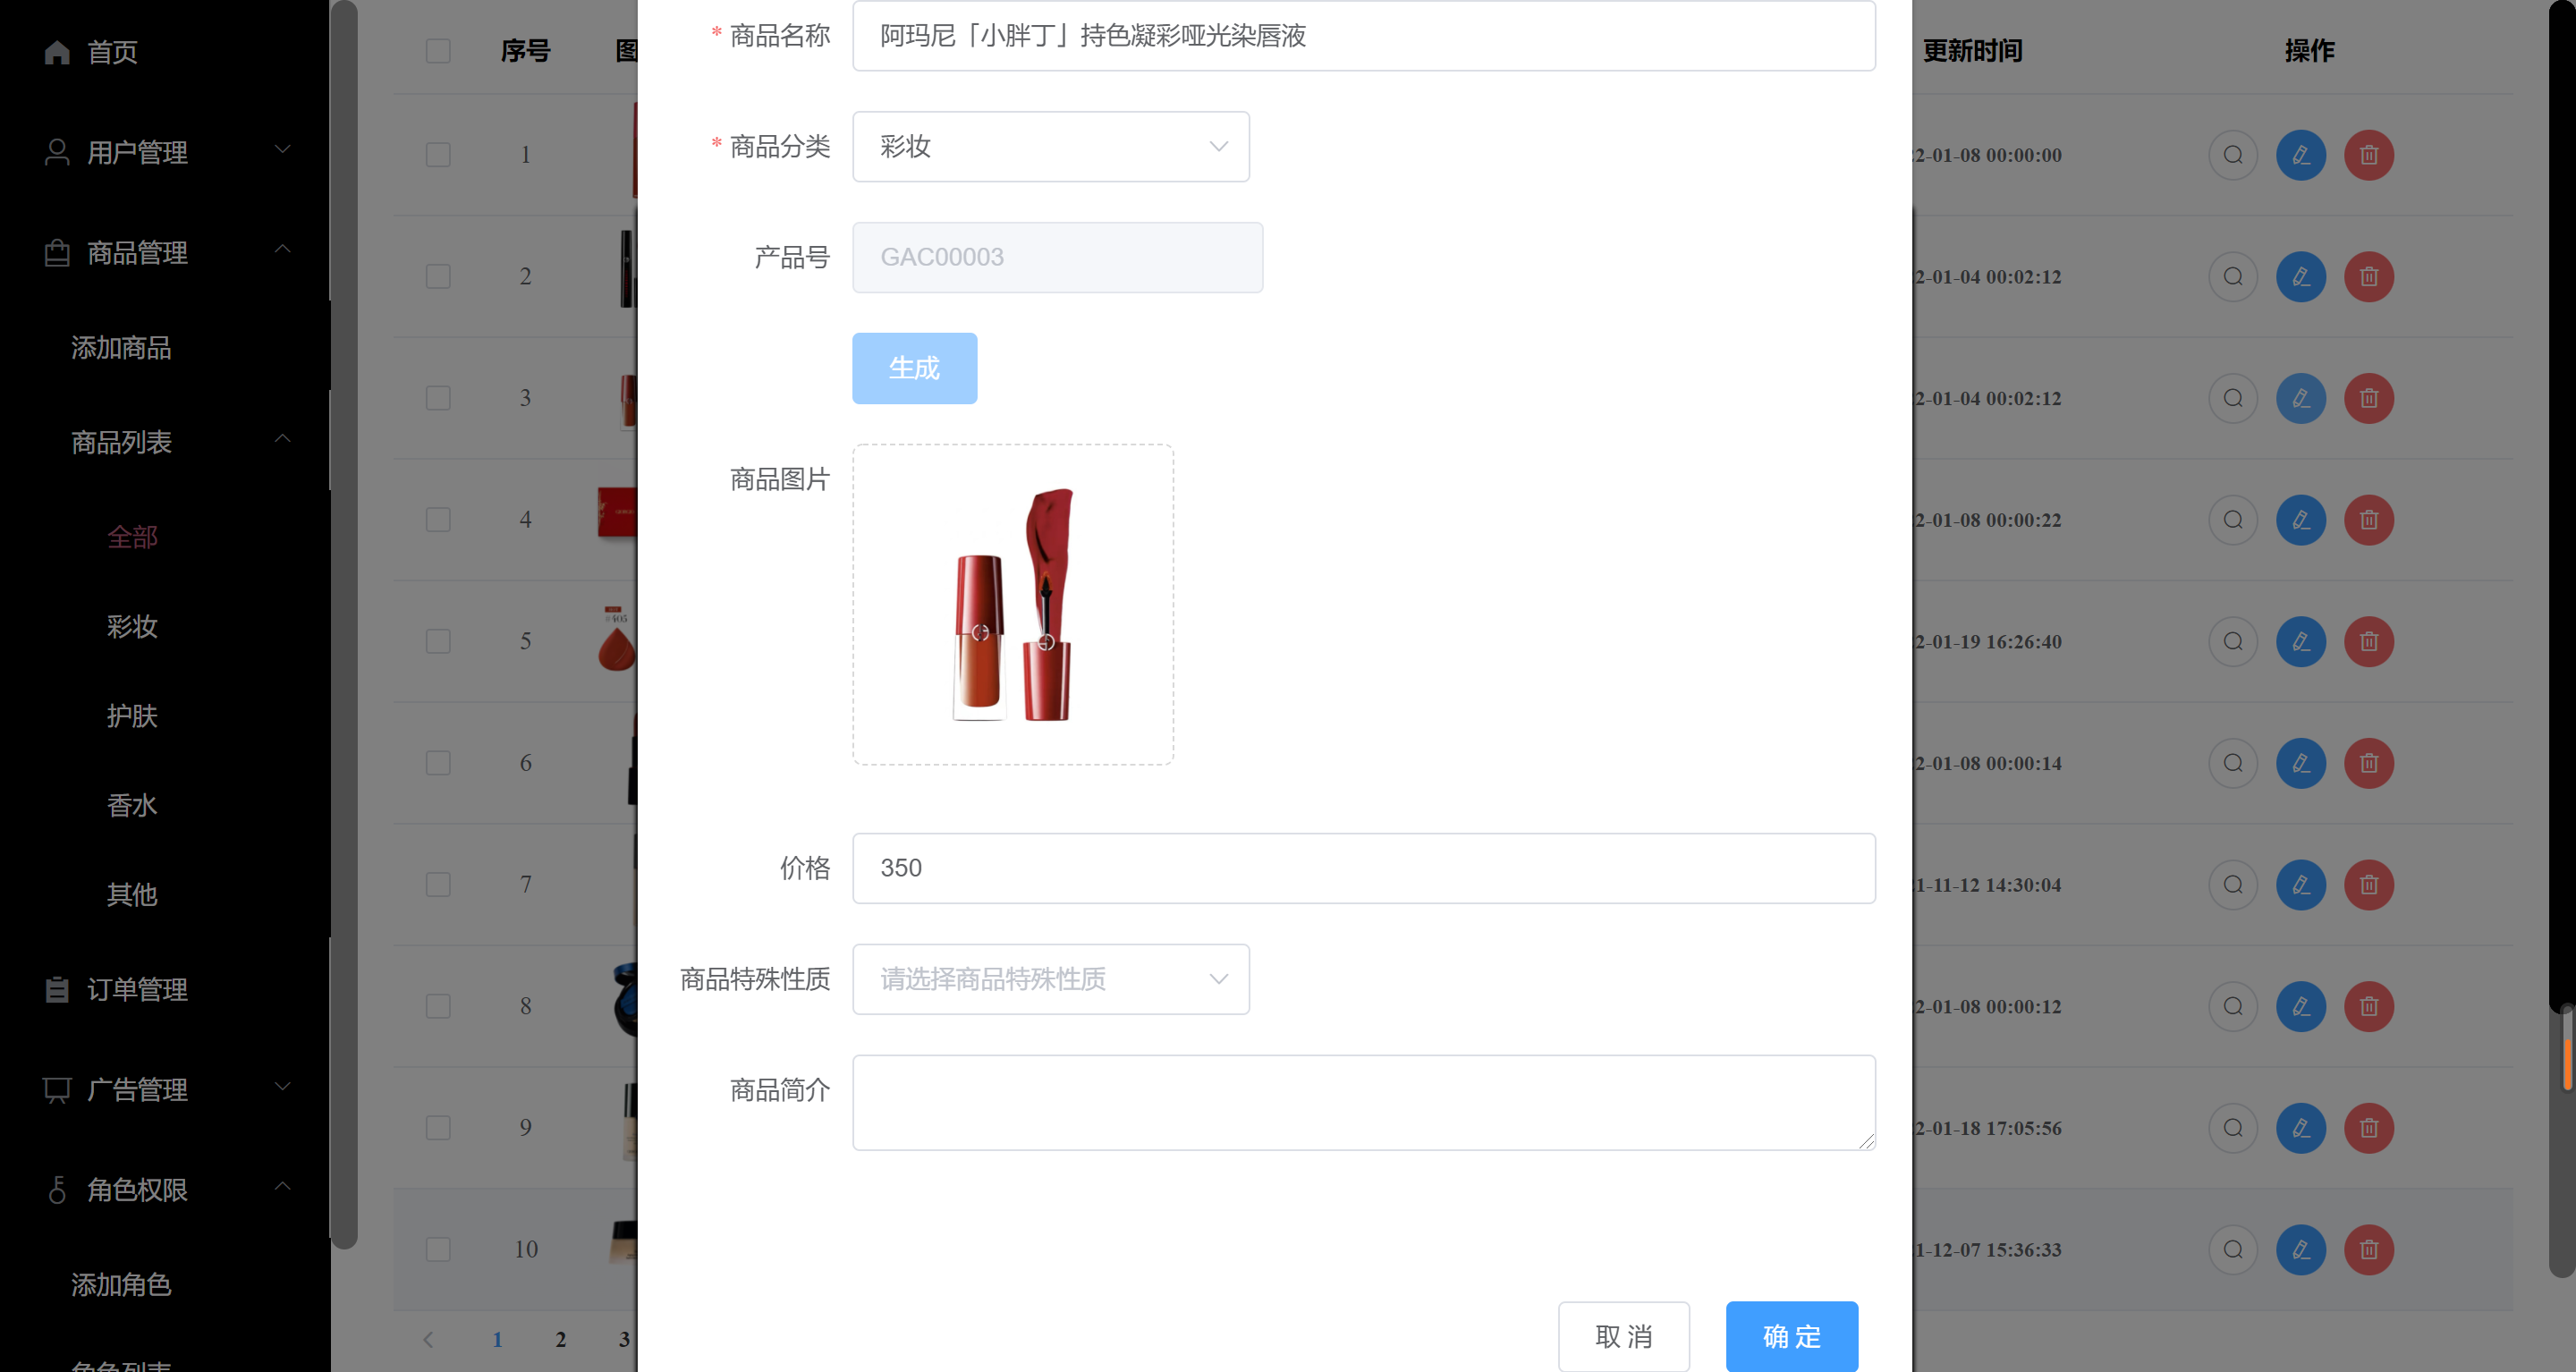 首页
用户管理
商品管理
添加商品
商品列表
全部
彩妆
护肤
香水
其他
订单管理
广告管理
角色权限
添加角色
角色列表
序号
更新时间
操作
1
2-01-08 00:00:00
2
2-01-04 00:02:12
3
2-01-04 00:02:12
4
2-01-08 00:00:22
5
2-01-19 16:26:40
6
2-01-08 00:00:14
7
1-11-12 14:30:04
8
2-01-08 00:00:12
9
2-01-18 17:05:56
10
1-12-07 15:36:33
1 2 3
* 商品名称 阿玛尼「小胖丁」持色凝彩哑光染唇液
* 商品分类 彩妆
产品号 GAC00003
生成
商品图片
价格 350
商品特殊性质 请选择商品特殊性质
商品简介
取消 确定